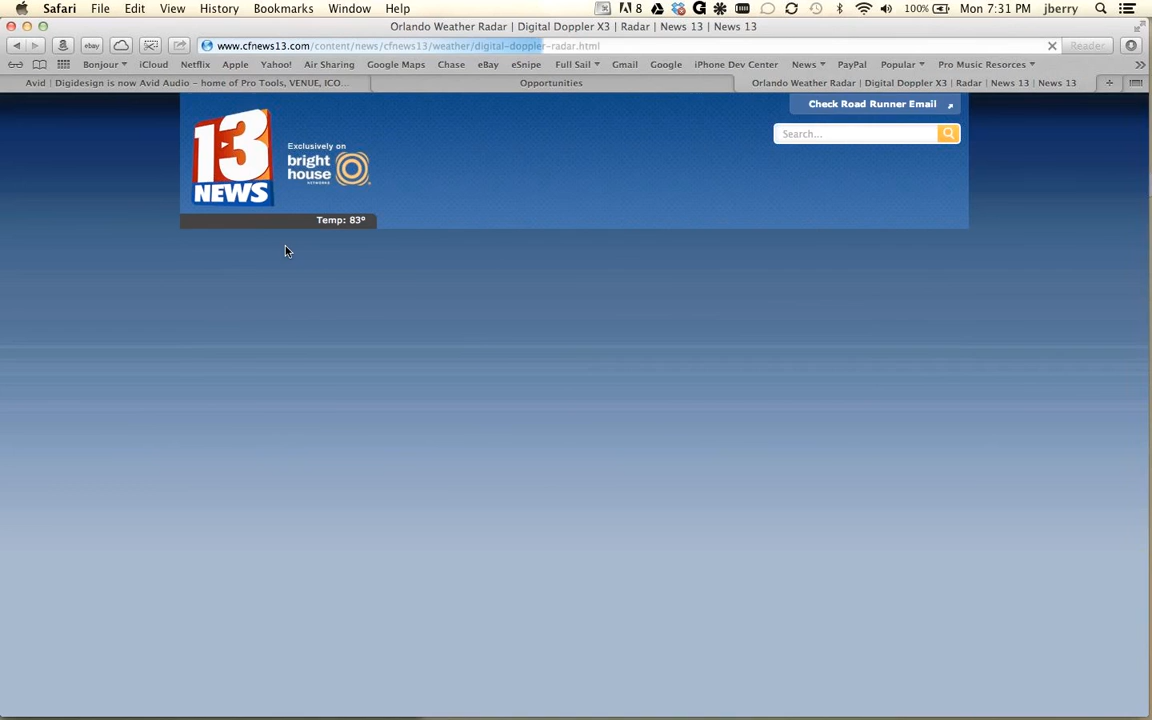 Safari File Edit View History Bookmarks Window Help 8 100% Mon 7:31 PM jberry
Orlando Weather Radar | Digital Doppler X3 | Radar | News 13 | News 13
ebay www.cfnews13.com/content/news/cfnews13/weather/digital-doppler-radar.html Reader
Bonjour iCloud Netflix Apple Yahoo! Air Sharing Google Maps Chase eBay eSnipe Full Sail Gmail Google iPhone Dev Center News PayPal Popular Pro Music Resorces
Avid | Digidesign is now Avid Audio – home of Pro Tools, VENUE, ICO... Opportunities Orlando Weather Radar | Digital Doppler X3 | Radar | News 13 | News 13
Check Road Runner Email
Search...
13
NEWS
Exclusively on
bright
house
NETWORKS
Temp: 83°